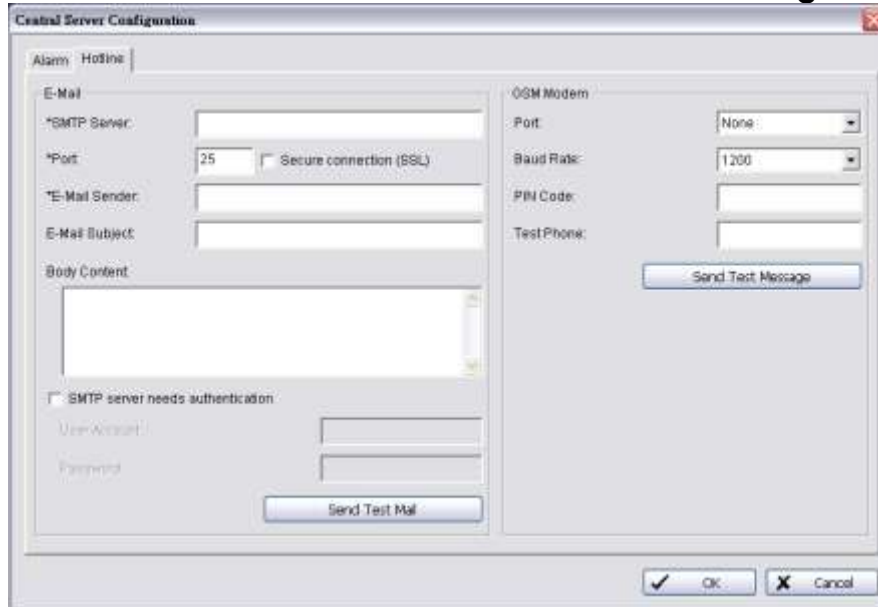 Central Server Configuration
Alarm
Hotline
E-Mail
*SMTP Server:
*Port
25
Secure connection (SSL)
*E-Mail Sender:
E-Mail Subject:
Body Content
SMTP server needs authentication
User Account
Password
Send Test Mail
GSM Modem
Port:
None
Baud Rate:
1200
PIN Code:
Test Phone:
Send Test Message
OK
Cancel